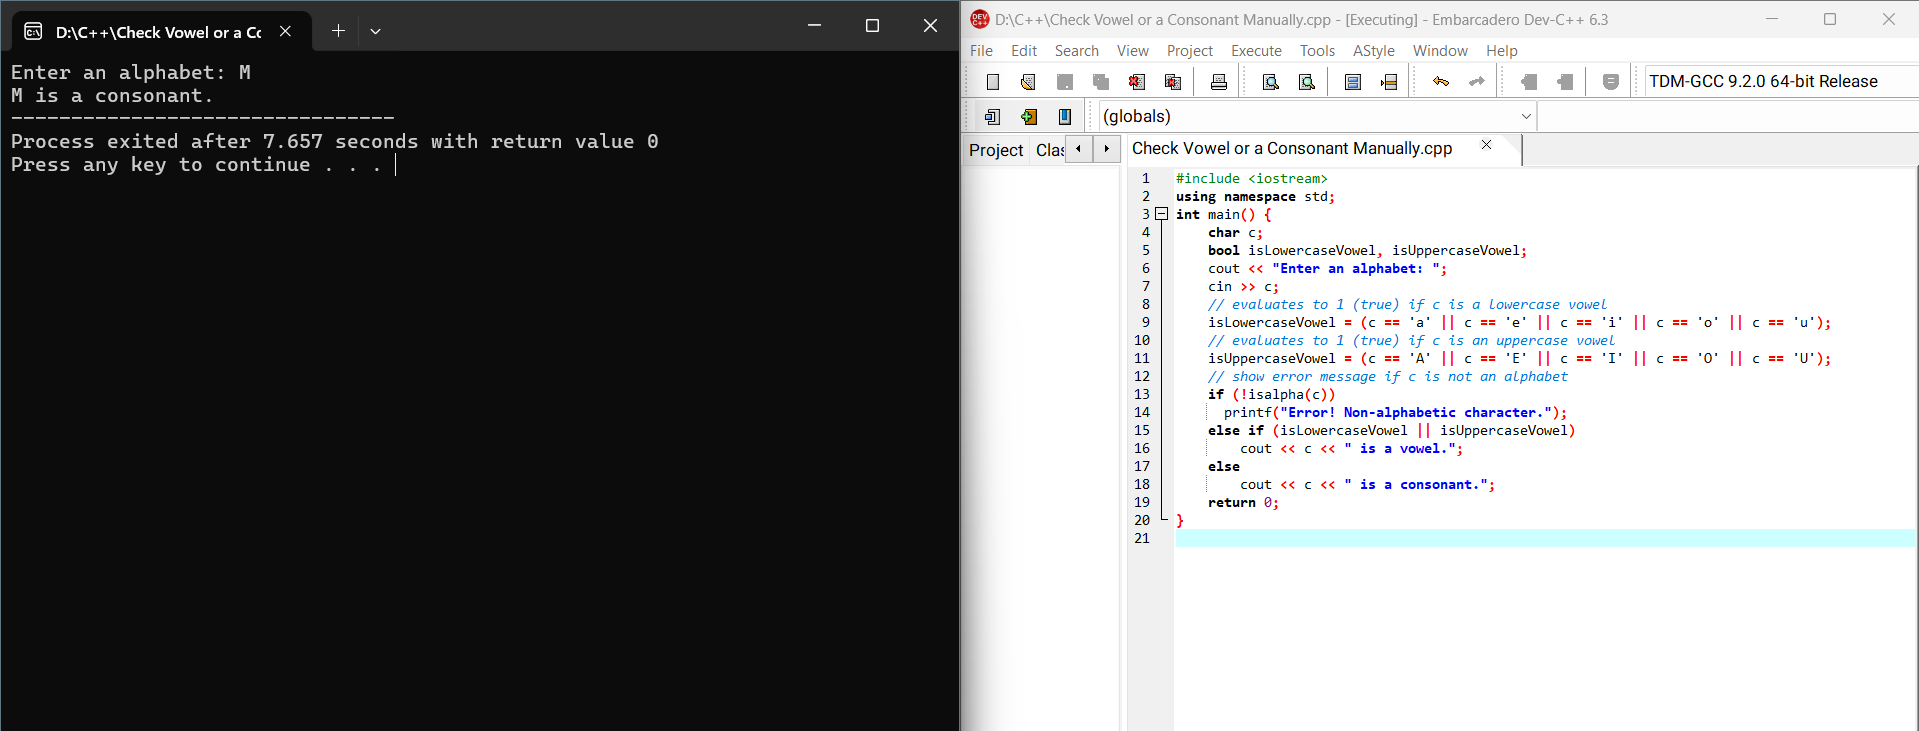 D:\C++\Check Vowel or a Cc
Enter an alphabet: M
M is a consonant.
--------------------------------
Process exited after 7.657 seconds with return value 0
Press any key to continue . . .
D:\C++\Check Vowel or a Consonant Manually.cpp - [Executing] - Embarcadero Dev-C++ 6.3
File Edit Search View Project Execute Tools AStyle Window Help
TDM-GCC 9.2.0 64-bit Release
(globals)
Project Clas
Check Vowel or a Consonant Manually.cpp
1 #include <iostream>
2 using namespace std;
3 int main() {
4 char c;
5 bool isLowercaseVowel, isUppercaseVowel;
6 cout << "Enter an alphabet: ";
7 cin >> c;
8 // evaluates to 1 (true) if c is a lowercase vowel
9 isLowercaseVowel = (c == 'a' || c == 'e' || c == 'i' || c == 'o' || c == 'u');
10 // evaluates to 1 (true) if c is an uppercase vowel
11 isUppercaseVowel = (c == 'A' || c == 'E' || c == 'I' || c == 'O' || c == 'U');
12 // show error message if c is not an alphabet
13 if (!isalpha(c))
14 printf("Error! Non-alphabetic character.");
15 else if (isLowercaseVowel || isUppercaseVowel)
16 cout << c << " is a vowel.";
17 else
18 cout << c << " is a consonant.";
19 return 0;
20 }
21